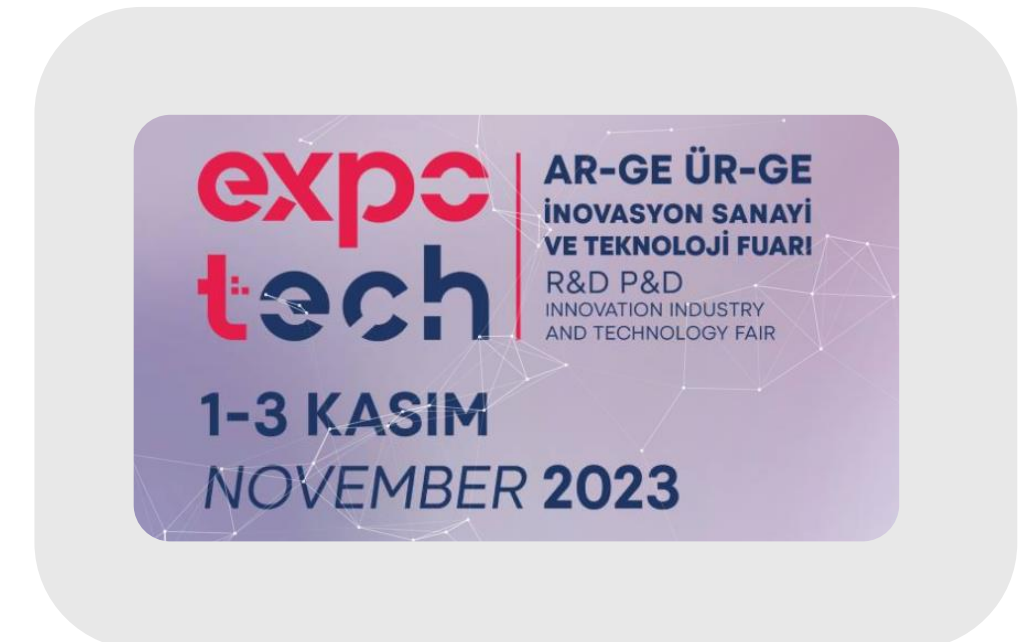 expo
tech
AR-GE ÜR-GE
İNOVASYON SANAYİ
VE TEKNOLOJİ FUARI
R&D P&D
INNOVATION INDUSTRY
AND TECHNOLOGY FAIR
1-3 KASIM
NOVEMBER 2023